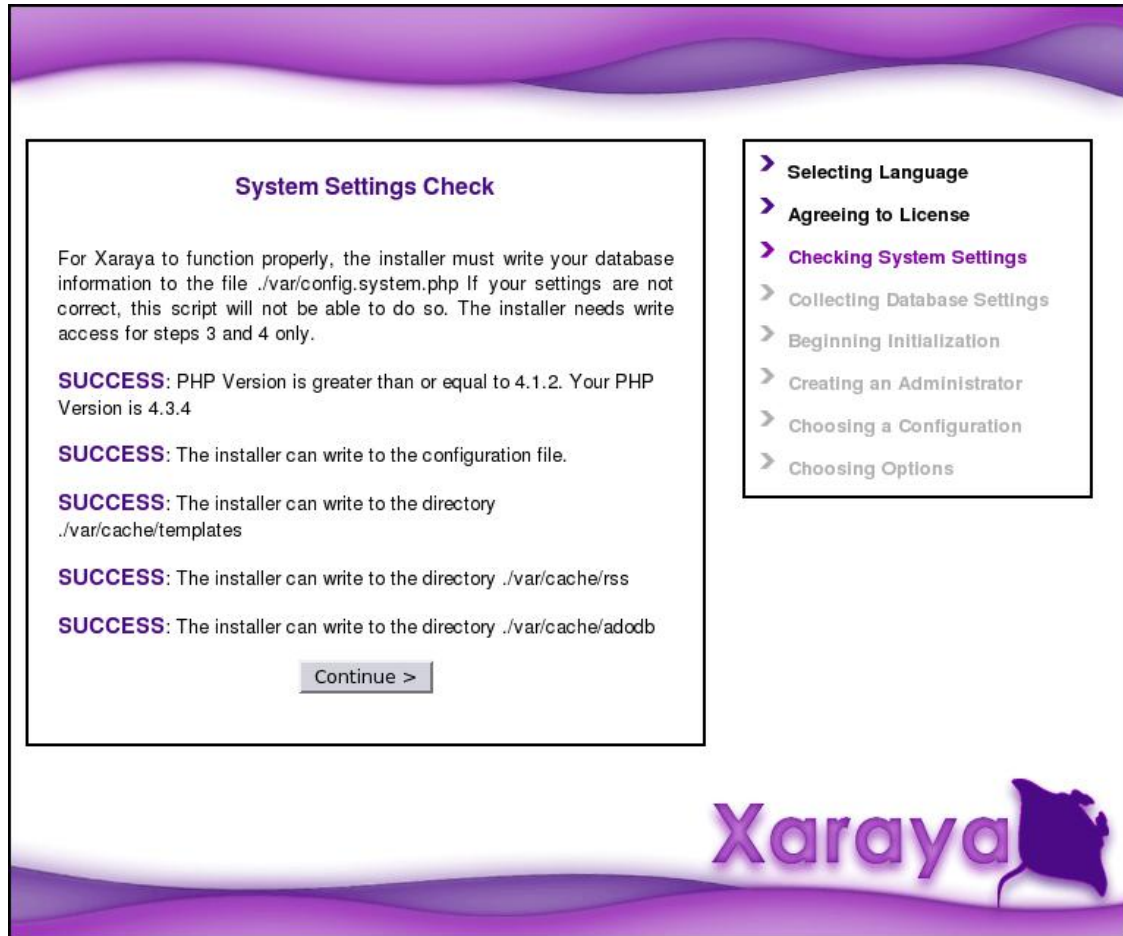 System Settings Check
For Xaraya to function properly, the installer must write your database
information to the file ./var/config.system.php If your settings are not
correct, this script will not be able to do so. The installer needs write
access for steps 3 and 4 only.
SUCCESS: PHP Version is greater than or equal to 4.1.2. Your PHP
Version is 4.3.4
SUCCESS: The installer can write to the configuration file.
SUCCESS: The installer can write to the directory
./var/cache/templates
SUCCESS: The installer can write to the directory ./var/cache/rss
SUCCESS: The installer can write to the directory ./var/cache/adodb
Continue >
Selecting Language
Agreeing to License
Checking System Settings
Collecting Database Settings
Beginning Initialization
Creating an Administrator
Choosing a Configuration
Choosing Options
Xaraya